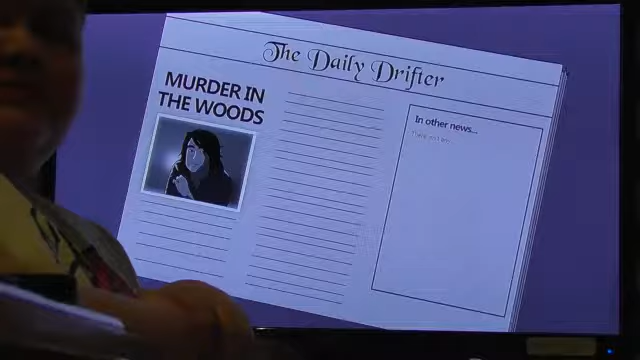 The Daily Drifter
MURDER IN
THE WOODS
In other news...